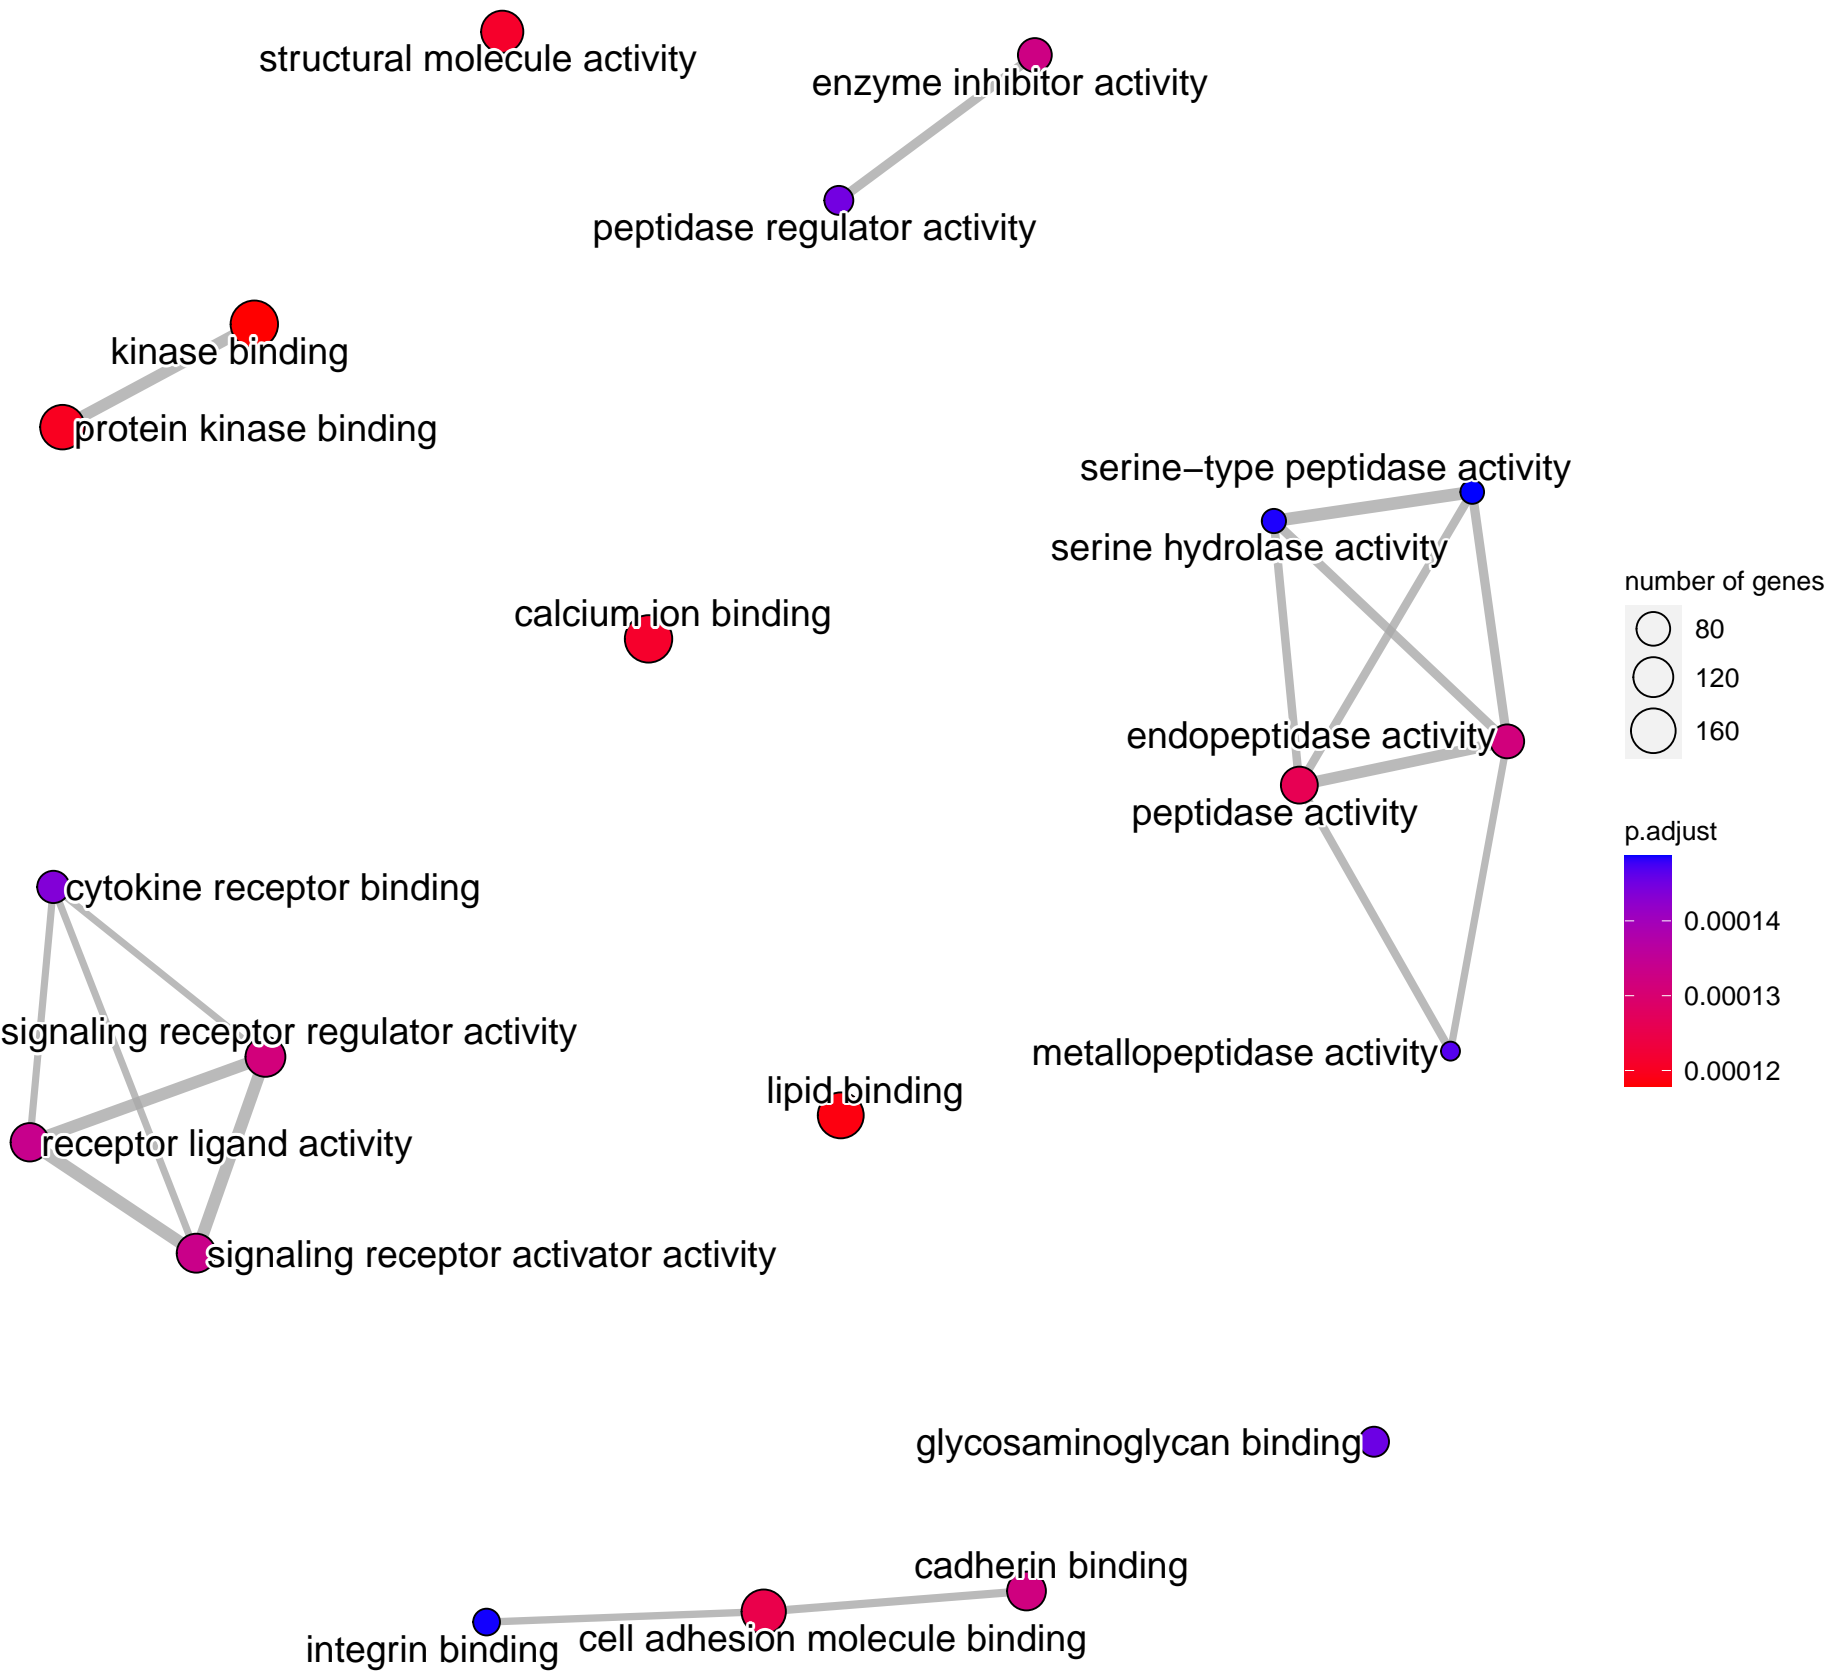 structural molecule activity
enzyme inhibitor activity
peptidase regulator activity
kinase binding
protein kinase binding
serine−type peptidase activity
serine hydrolase activity
calcium ion binding
endopeptidase activity
peptidase activity
cytokine receptor binding
signaling receptor regulator activity
metallopeptidase activity
lipid binding
receptor ligand activity
signaling receptor activator activity
glycosaminoglycan binding
cadherin binding
cell adhesion molecule binding
integrin binding
number of genes
80
120
160
p.adjust
0.00014
0.00013
0.00012